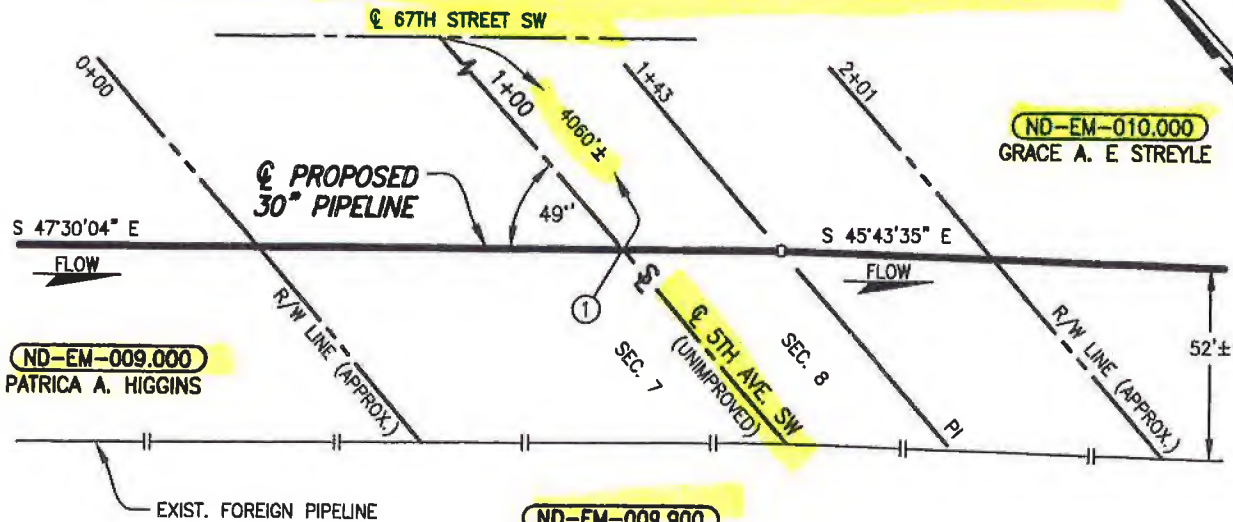 ℄ 67TH STREET SW
0+00
1+00
1+43
2+01
4060'±
ND-EM-010.000
GRACE A. E STREYLE
℄ PROPOSED
30" PIPELINE
49"
S 47°30'04" E
S 45°43'35" E
FLOW
FLOW
1
℄ 5TH AVE. SW
(UNIMPROVED)
SEC. 7
SEC. 8
R/W LINE (APPROX.)
R/W LINE (APPROX.)
52'±
ND-EM-009.000
PATRICA A. HIGGINS
PI
EXIST. FOREIGN PIPELINE
ND-EM-009.900